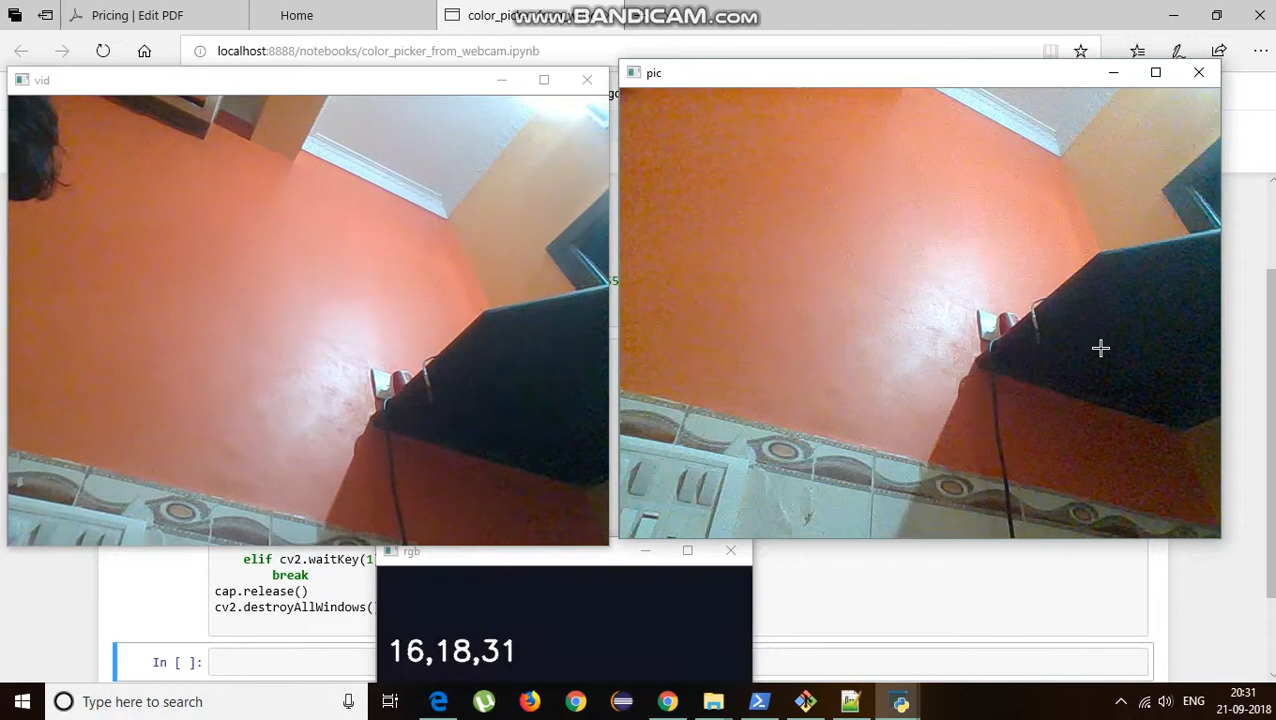 Pricing | Edit PDF
Home
color_picker_from_w
WWW.BANDICAM.COM
localhost:8888/notebooks/color_picker_from_webcam.ipynb
vid
pic
rgb
elif cv2.waitKey(1
break
cap.release()
cv2.destroyAllWindows(
16,18,31
In [ ]:
Type here to search
ENG
20:31
21-09-2018